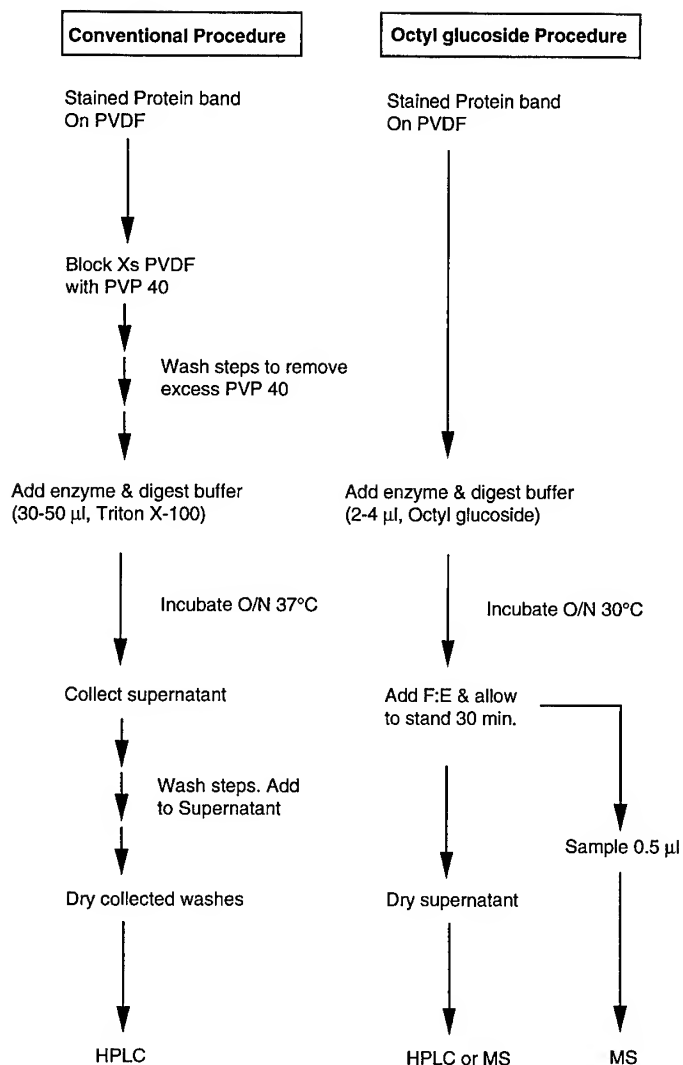 Conventional Procedure
Stained Protein band
On PVDF
Block Xs PVDF
with PVP 40
Wash steps to remove
excess PVP 40
Add enzyme & digest buffer
(30-50 µl, Triton X-100)
Incubate O/N 37°C
Collect supernatant
Wash steps. Add
to Supernatant
Dry collected washes
HPLC
Octyl glucoside Procedure
Stained Protein band
On PVDF
Add enzyme & digest buffer
(2-4 µl, Octyl glucoside)
Incubate O/N 30°C
Add F:E & allow
to stand 30 min.
Sample 0.5 µl
Dry supernatant
HPLC or MS
MS